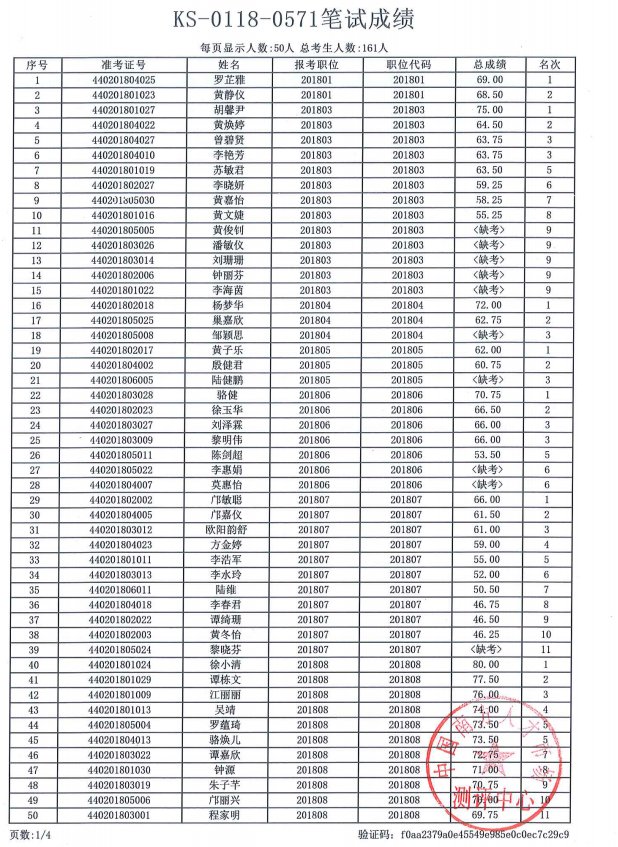 KS-0118-0571笔试成绩
每页显示人数:50人 总考生人数:161人
序号 准考证号 姓名 报考职位 职位代码 总成绩 名次
1 440201804025 罗芷雅 201801 201801 69.00 1
2 440201801023 黄静仪 201801 201801 68.50 2
3 440201801027 胡馨尹 201803 201803 75.00 1
4 440201804022 黄焕婷 201803 201803 64.50 2
5 440201804027 曾碧贤 201803 201803 63.75 3
6 440201804010 李艳芳 201803 201803 63.75 3
7 440201801019 苏敏君 201803 201803 63.50 5
8 440201802027 李晓妍 201803 201803 59.25 6
9 440201805030 黄嘉怡 201803 201803 58.25 7
10 440201801016 黄文婕 201803 201803 55.25 8
11 440201805005 黄俊钊 201803 201803 <缺考> 9
12 440201803026 潘敏仪 201803 201803 <缺考> 9
13 440201803014 刘珊珊 201803 201803 <缺考> 9
14 440201802006 钟丽芬 201803 201803 <缺考> 9
15 440201801022 李海茵 201803 201803 <缺考> 9
16 440201802018 杨梦华 201804 201804 72.00 1
17 440201805025 巢嘉欣 201804 201804 62.75 2
18 440201805008 邹颖思 201804 201804 <缺考> 3
19 440201802017 黄子乐 201805 201805 62.00 1
20 440201804002 殷健君 201805 201805 60.75 2
21 440201806005 陆健鹏 201805 201805 <缺考> 3
22 440201803028 骆健 201806 201806 70.75 1
23 440201802023 徐玉华 201806 201806 66.50 2
24 440201803027 刘泽霖 201806 201806 66.00 3
25 440201803009 黎明伟 201806 201806 66.00 3
26 440201805011 陈剑超 201806 201806 53.50 5
27 440201805022 李惠娟 201806 201806 <缺考> 6
28 440201804007 莫惠怡 201806 201806 <缺考> 6
29 440201802002 邝敏聪 201807 201807 66.00 1
30 440201804005 邝嘉仪 201807 201807 61.50 2
31 440201803012 欧阳韵舒 201807 201807 61.00 3
32 440201804023 方金婷 201807 201807 59.00 4
33 440201801011 李浩军 201807 201807 55.00 5
34 440201803013 李水玲 201807 201807 52.00 6
35 440201806011 陆维 201807 201807 50.50 7
36 440201804018 李春君 201807 201807 46.75 8
37 440201802022 谭绮珊 201807 201807 46.50 9
38 440201802003 黄冬怡 201807 201807 46.25 10
39 440201805024 黎晓芬 201807 201807 <缺考> 11
40 440201801024 徐小清 201808 201808 80.00 1
41 440201801029 谭栋文 201808 201808 77.50 2
42 440201801009 江丽丽 201808 201808 76.00 3
43 440201801013 吴靖 201808 201808 74.00 4
44 440201805004 罗蕴琦 201808 201808 73.50 5
45 440201804013 骆焕儿 201808 201808 73.50 5
46 440201803022 谭嘉欣 201808 201808 72.75 7
47 440201801030 钟源 201808 201808 71.00 8
48 440201803019 朱子芊 201808 201808 70.75 9
49 440201805006 邝丽兴 201808 201808 70.00 10
50 440201803001 程家明 201808 201808 69.75 11
中国南方人才市场
测评中心
页数:1/4 验证码: f0aa2379a0e45549e985e0c0ec7c29c9